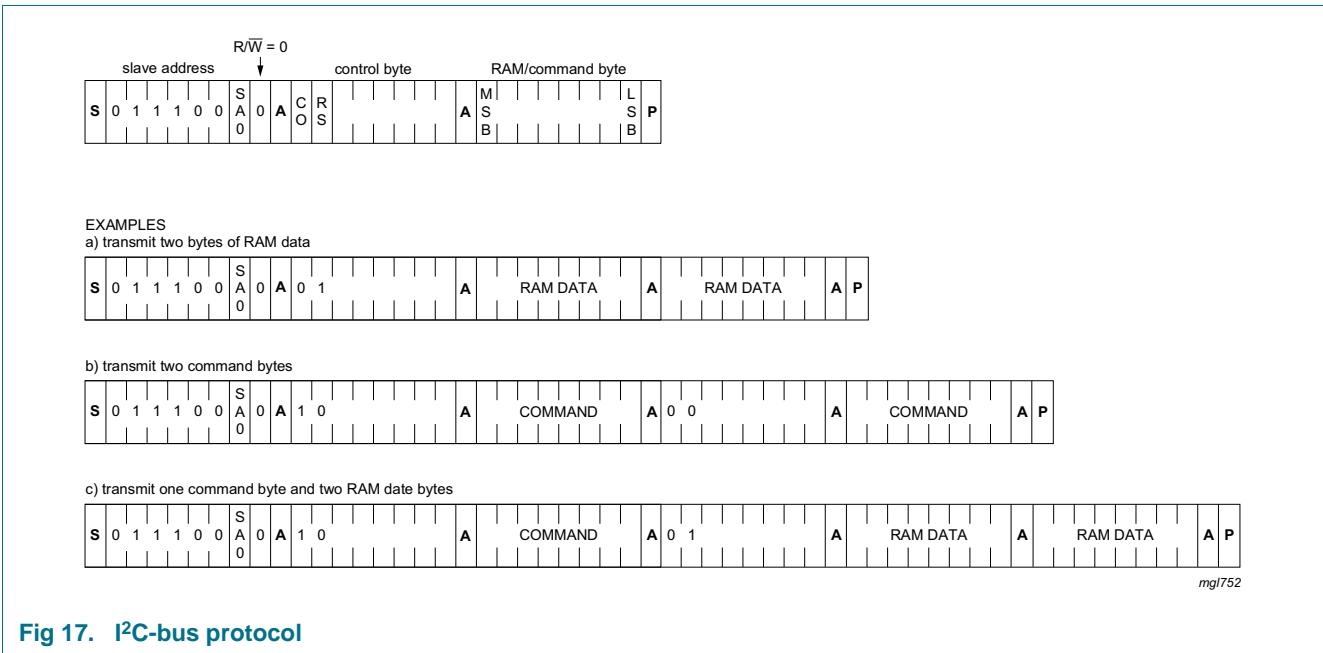 R/W̅ = 0
slave address control byte RAM/command byte
S 0 1 1 1 0 0 SA0 0 A CO RS A MSB LSB P
EXAMPLES
a) transmit two bytes of RAM data
S 0 1 1 1 0 0 SA0 0 A 0 1 A RAM DATA A RAM DATA A P
b) transmit two command bytes
S 0 1 1 1 0 0 SA0 0 A 1 0 A COMMAND A 0 0 A COMMAND A P
c) transmit one command byte and two RAM date bytes
S 0 1 1 1 0 0 SA0 0 A 1 0 A COMMAND A 0 1 A RAM DATA A RAM DATA A P
mgl752
Fig 17. I²C-bus protocol